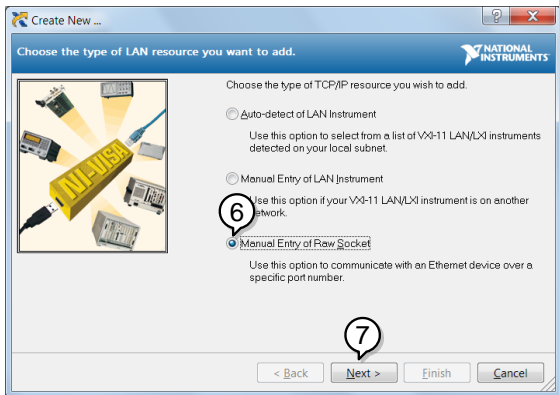 Create New ...
Choose the type of LAN resource you want to add.
NATIONAL
INSTRUMENTS
Choose the type of TCP/IP resource you wish to add.
Auto-detect of LAN Instrument
Use this option to select from a list of VXI-11 LAN/LXI instruments
detected on your local subnet.
Manual Entry of LAN Instrument
Use this option if your VXI-11 LAN/LXI instrument is on another
network.
6
Manual Entry of Raw Socket
Use this option to communicate with an Ethernet device over a
specific port number.
NI-VISA
7
< Back
Next >
Finish
Cancel